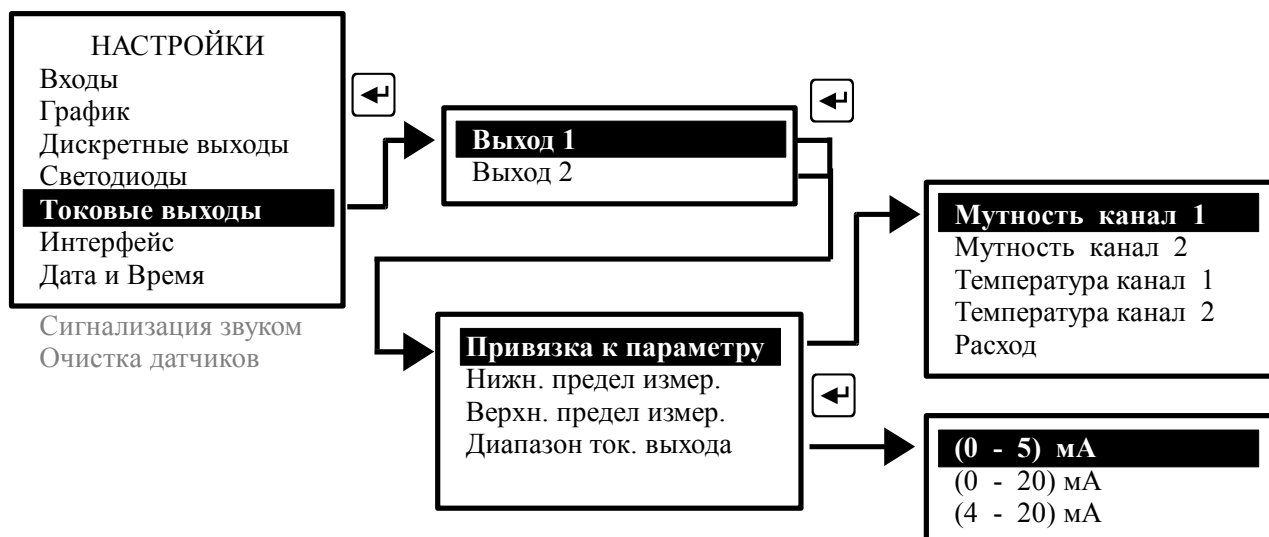 НАСТРОЙКИ
Входы
График
Дискретные выходы
Светодиоды
Токовые выходы
Интерфейс
Дата и Время
Сигнализация звуком
Очистка датчиков
Выход 1
Выход 2
Привязка к параметру
Нижн. предел измер.
Верхн. предел измер.
Диапазон ток. выхода
Мутность канал 1
Мутность канал 2
Температура канал 1
Температура канал 2
Расход
(0 - 5) мА
(0 - 20) мА
(4 - 20) мА